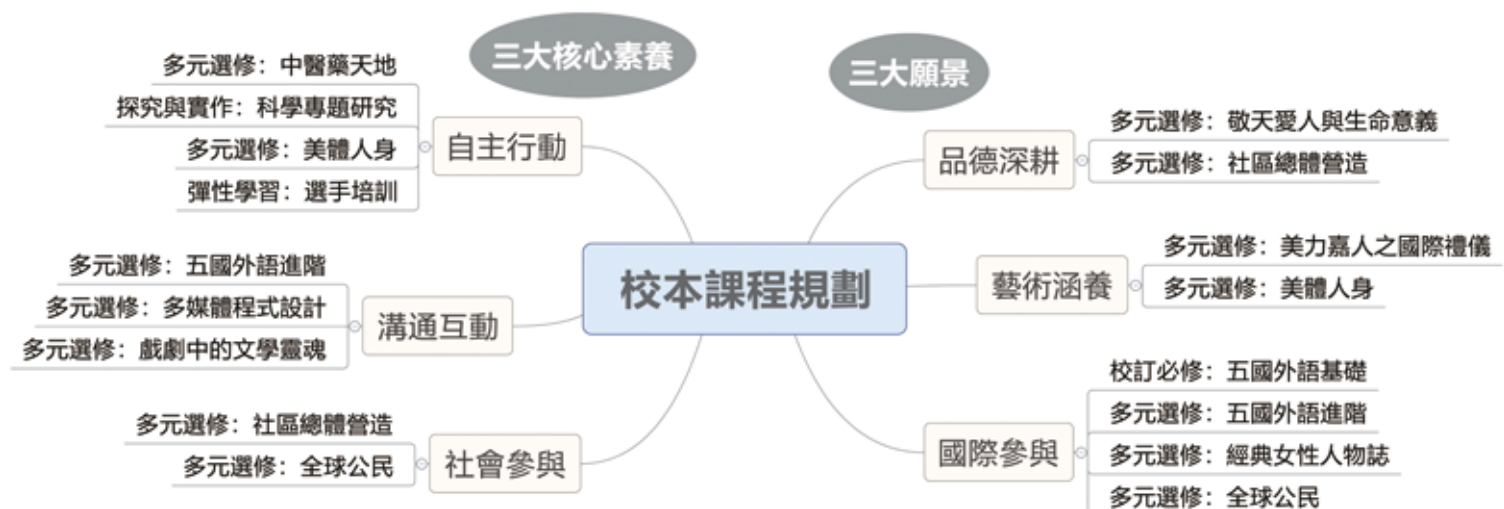 三大核心素養
自主行動
多元選修：中醫藥天地
探究與實作：科學專題研究
多元選修：美體人身
彈性學習：選手培訓
溝通互動
多元選修：五國外語進階
多元選修：多媒體程式設計
多元選修：戲劇中的文學靈魂
社會參與
多元選修：社區總體營造
多元選修：全球公民
校本課程規劃
三大願景
品德深耕
多元選修：敬天愛人與生命意義
多元選修：社區總體營造
藝術涵養
多元選修：美力嘉人之國際禮儀
多元選修：美體人身
國際參與
校訂必修：五國外語基礎
多元選修：五國外語進階
多元選修：經典女性人物誌
多元選修：全球公民